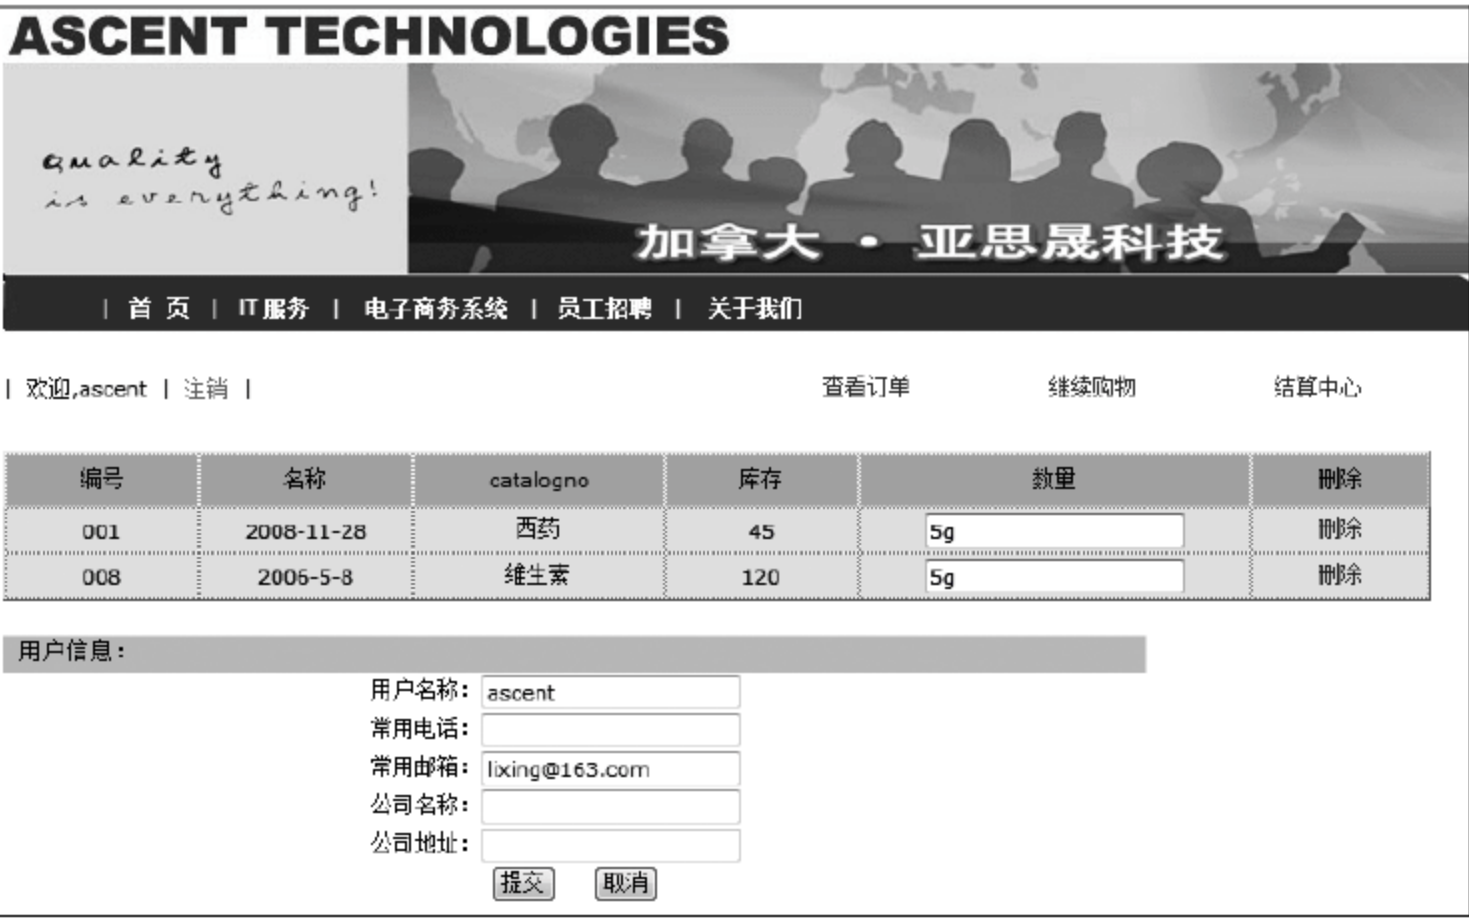 ASCENT TECHNOLOGIES
quality
is everything!
加拿大 · 亚思晟科技
| 首 页 | IT服务 | 电子商务系统 | 员工招聘 | 关于我们
| 欢迎,ascent | 注销 | 查看订单 继续购物 结算中心
编号 名称 catalogno 库存 数量 删除
001 2008-11-28 西药 45 5g 删除
008 2006-5-8 维生素 120 5g 删除
用户信息：
用户名称： ascent
常用电话：
常用邮箱： lixing@163.com
公司名称：
公司地址：
提交 取消